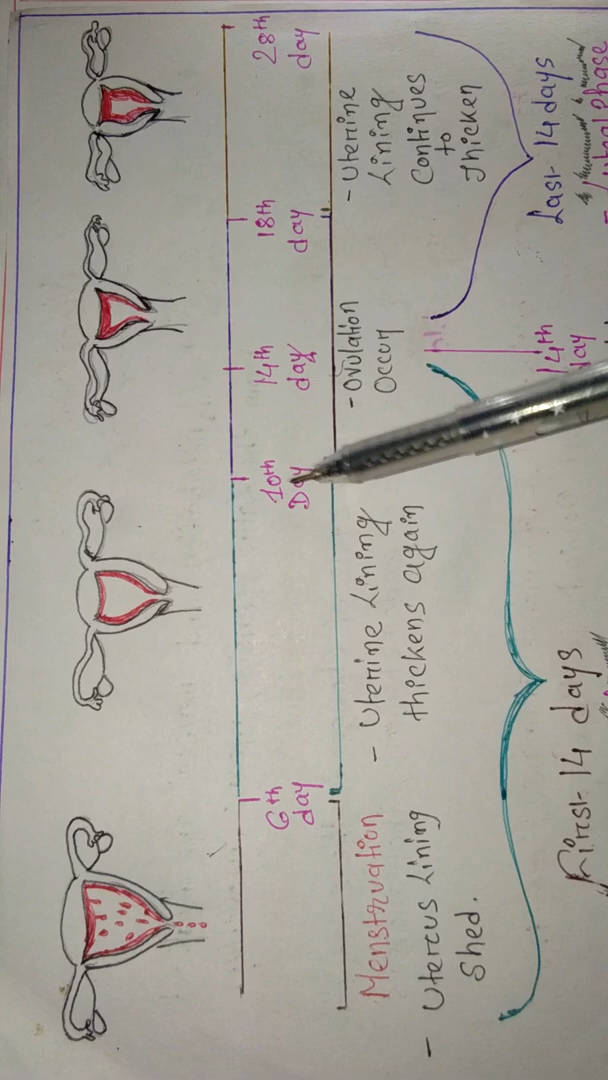 6th
day
10th
Day
14th
day
18th
day
28th
day
Menstruation
- Uterus Lining
Shed.
- Uterine Lining
thickens again
- Ovulation
Occur
- Uterine
Lining
Continues
to
Thicken
First 14 days
14th
day
Last 14 days